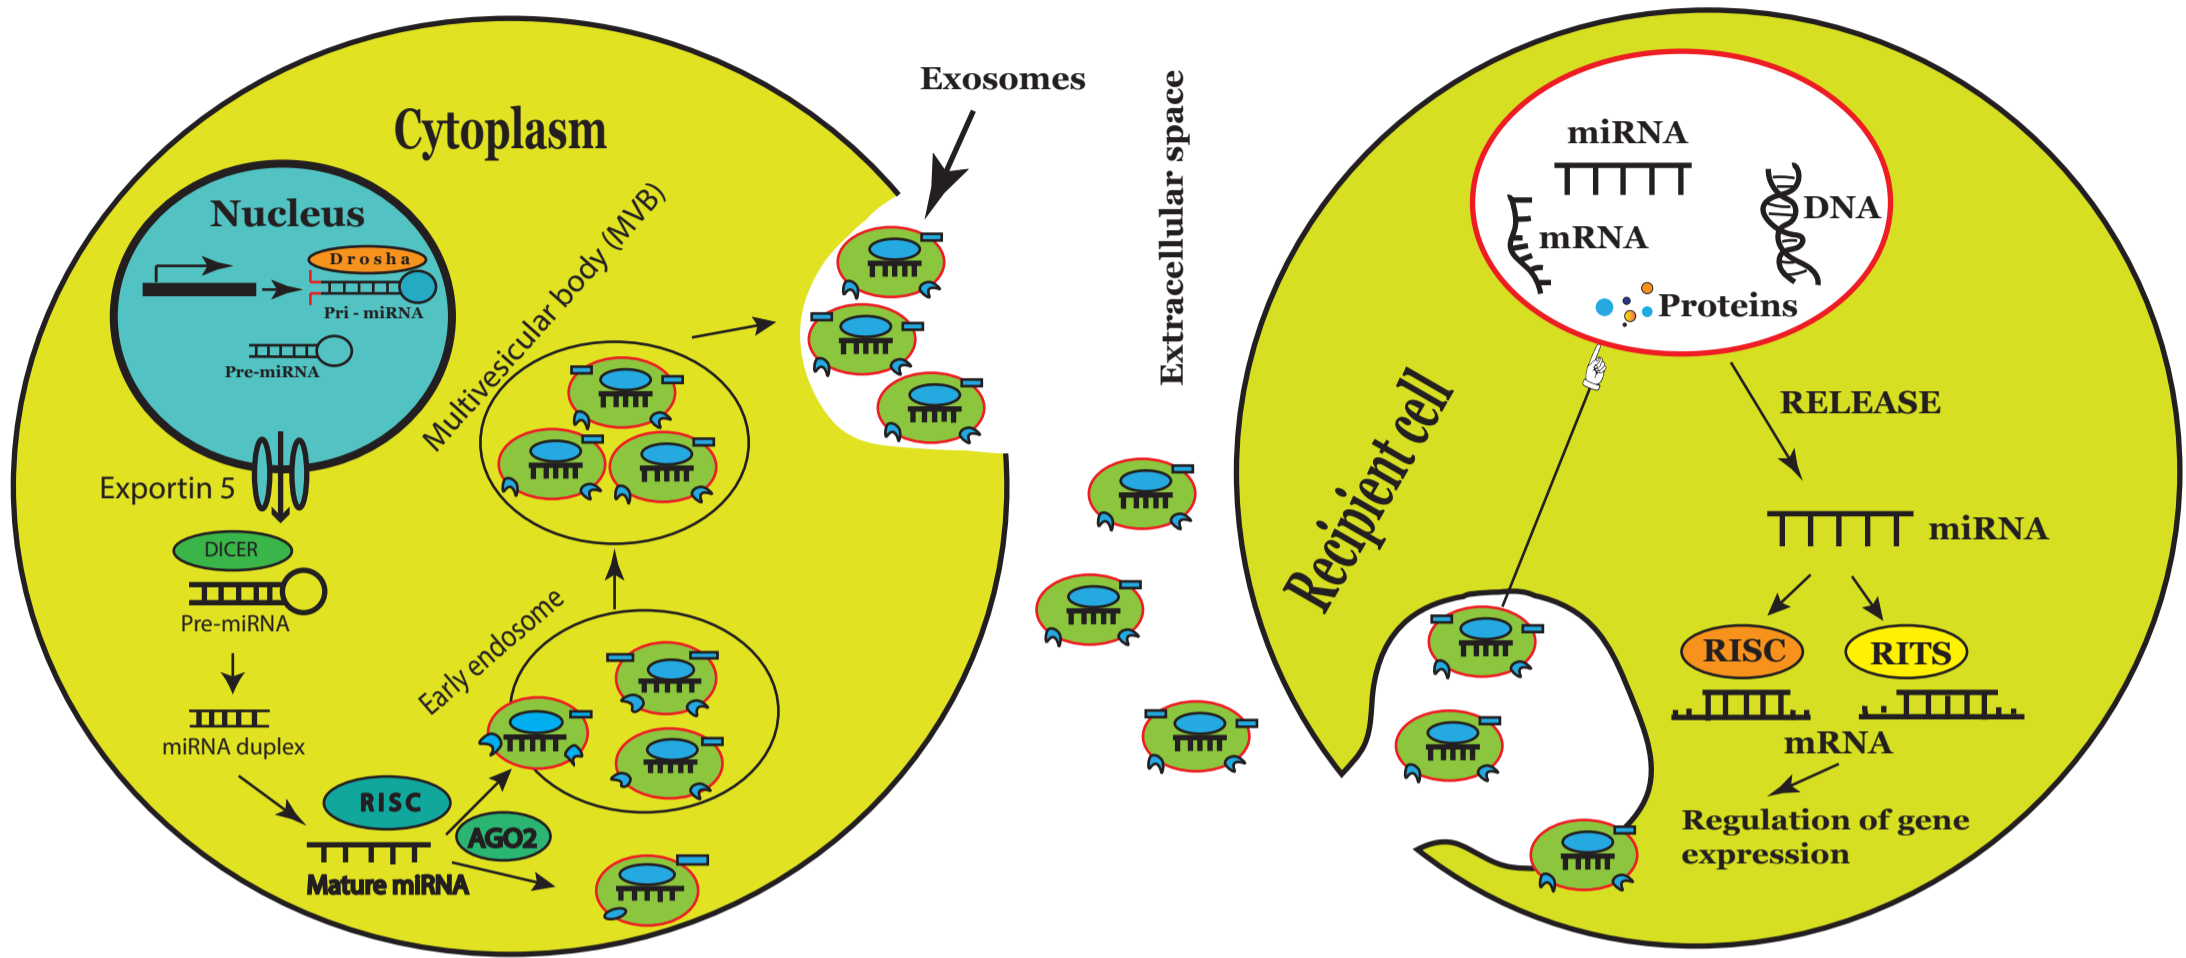 Cytoplasm
Nucleus
Drosha
Pri - miRNA
Pre-miRNA
Exportin 5
DICER
Pre-miRNA
miRNA duplex
RISC
AGO2
Mature miRNA
Early endosome
Multivesicular body (MVB)
Exosomes
Extracellular space
Recipient cell
miRNA
mRNA
DNA
Proteins
RELEASE
miRNA
RISC
RITS
mRNA
Regulation of gene
expression